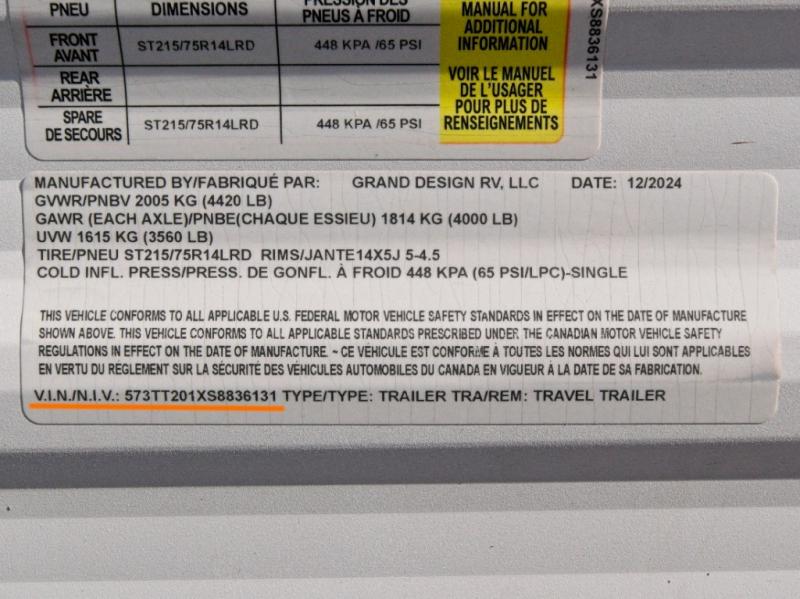 PNEU DIMENSIONS PNEUS À FROID
FRONT
AVANT
ST215/75R14LRD 448 KPA /65 PSI
REAR
ARRIÈRE
SPARE
DE SECOURS
ST215/75R14LRD 448 KPA /65 PSI
MANUAL FOR
ADDITIONAL
INFORMATION
VOIR LE MANUEL
DE L'USAGER
POUR PLUS DE
RENSEIGNEMENTS
XS8836131
MANUFACTURED BY/FABRIQUÉ PAR: GRAND DESIGN RV, LLC DATE: 12/2024
GVWR/PNBV 2005 KG (4420 LB)
GAWR (EACH AXLE)/PNBE(CHAQUE ESSIEU) 1814 KG (4000 LB)
UVW 1615 KG (3560 LB)
TIRE/PNEU ST215/75R14LRD RIMS/JANTE14X5J 5-4.5
COLD INFL. PRESS/PRESS. DE GONFL. À FROID 448 KPA (65 PSI/LPC)-SINGLE
THIS VEHICLE CONFORMS TO ALL APPLICABLE U.S. FEDERAL MOTOR VEHICLE SAFETY STANDARDS IN EFFECT ON THE DATE OF MANUFACTURE
SHOWN ABOVE. THIS VEHICLE CONFORMS TO ALL APPLICABLE STANDARDS PRESCRIBED UNDER THE CANADIAN MOTOR VEHICLE SAFETY
REGULATIONS IN EFFECT ON THE DATE OF MANUFACTURE. ~ CE VÉHICULE EST CONFORME À TOUTES LES NORMES QUI LUI SONT APPLICABLES
EN VERTU DU REGLEMENT SUR LA SÉCURITÉ DES VÉHICULES AUTOMOBILES DU CANADA EN VIGUEUR À LA DATE DE SA FABRICATION.
V.I.N./N.I.V.: 573TT201XS8836131 TYPE/TYPE: TRAILER TRA/REM: TRAVEL TRAILER